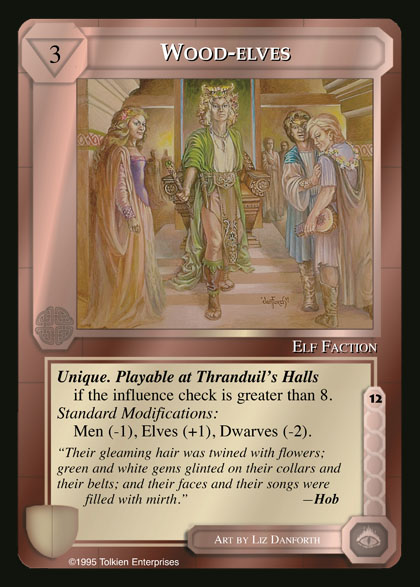 3
WOOD-ELVES
ELF FACTION
Unique. Playable at Thranduil's Halls
if the influence check is greater than 8.
Standard Modifications:
Men (-1), Elves (+1), Dwarves (-2).
“Their gleaming hair was twined with flowers;
green and white gems glinted on their collars and
their belts; and their faces and their songs were
filled with mirth.” —Hob
12
ART BY LIZ DANFORTH
©1995 Tolkien Enterprises